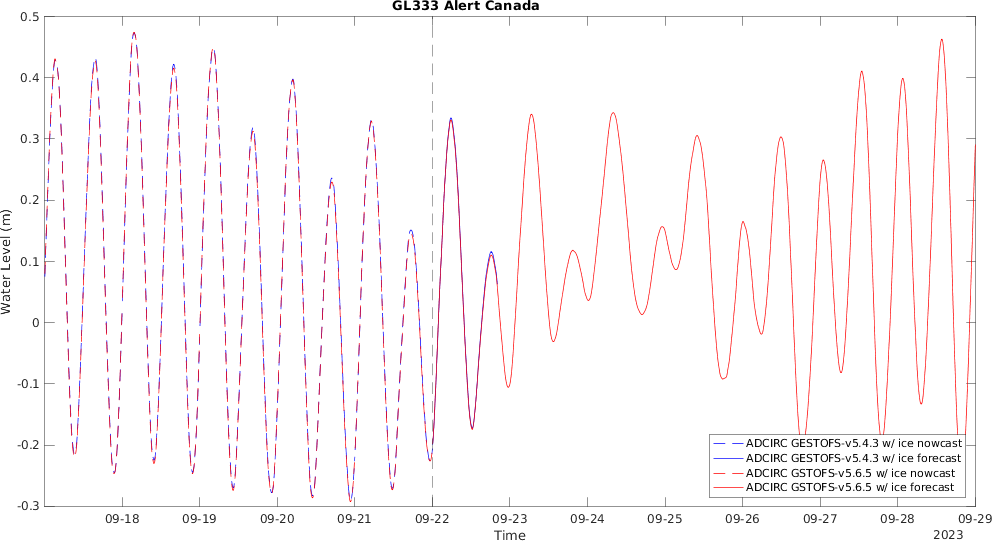 GL333 Alert Canada
0.5
0.4
0.3
0.2
0.1
0
-0.1
-0.2
-0.3
Water Level (m)
ADCIRC GESTOFS-v5.4.3 w/ ice nowcast
ADCIRC GESTOFS-v5.4.3 w/ ice forecast
ADCIRC GSTOFS-v5.6.5 w/ ice nowcast
ADCIRC GSTOFS-v5.6.5 w/ ice forecast
09-18 09-19 09-20 09-21 09-22 09-23 09-24 09-25 09-26 09-27 09-28 09-29
Time
2023